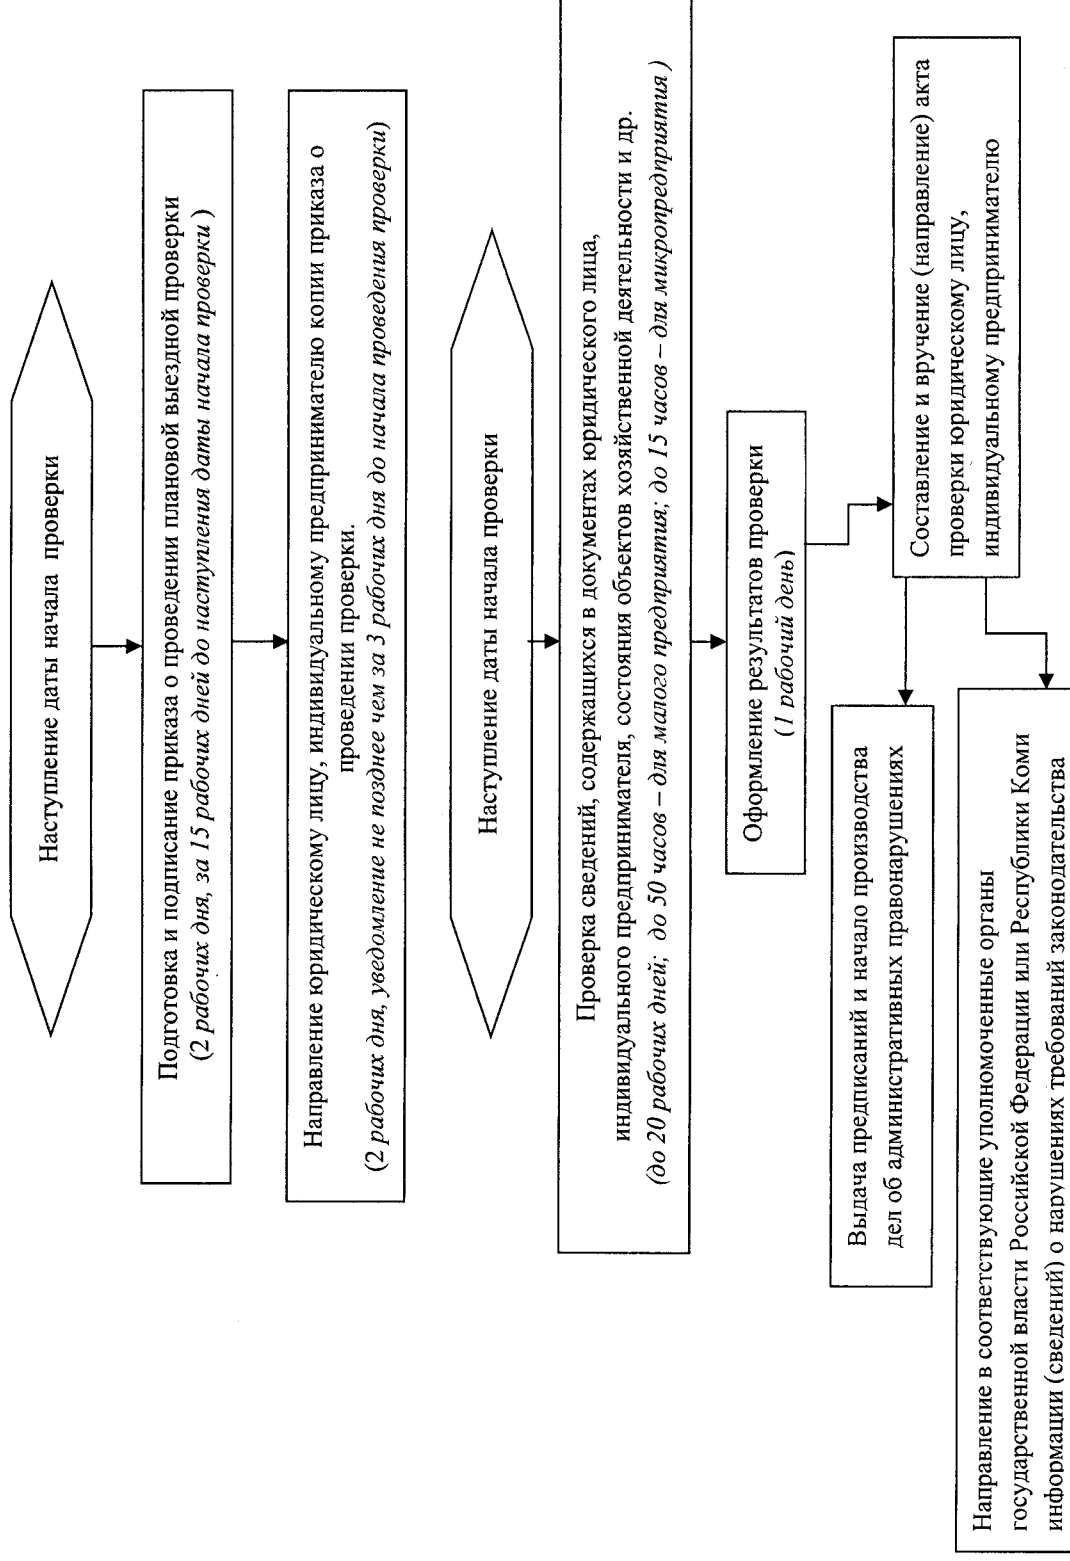 Наступление даты начала проверки
Подготовка и подписание приказа о проведении плановой выездной проверки
(2 рабочих дня, за 15 рабочих дней до наступления даты начала проверки )
Направление юридическому лицу, индивидуальному предпринимателю копии приказа о
проведении проверки.
(2 рабочих дня, уведомление не позднее чем за 3 рабочих дня до начала проведения проверки)
Наступление даты начала проверки
Проверка сведений, содержащихся в документах юридического лица,
индивидуального предпринимателя, состояния объектов хозяйственной деятельности и др.
(до 20 рабочих дней; до 50 часов – для малого предприятия; до 15 часов – для микропредприятия )
Оформление результатов проверки
(1 рабочий день)
Составление и вручение (направление) акта
проверки юридическому лицу,
индивидуальному предпринимателю
Выдача предписаний и начало производства
дел об административных правонарушениях
Направление в соответствующие уполномоченные органы
государственной власти Российской Федерации или Республики Коми
информации (сведений) о нарушениях требований законодательства